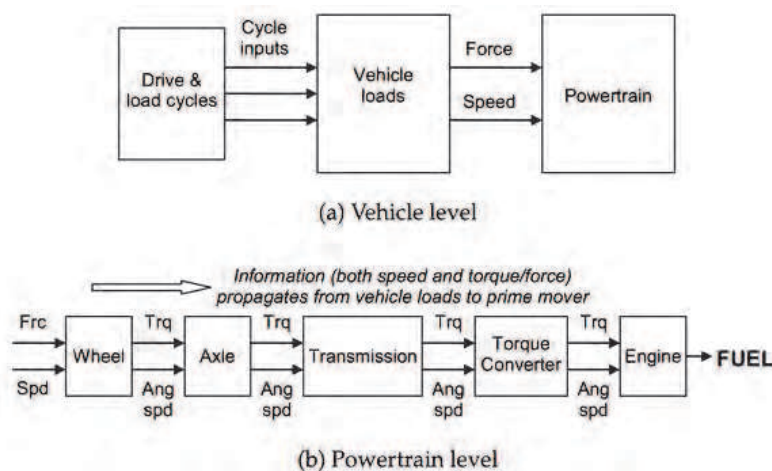 Drive &
load cycles
Cycle
inputs
Vehicle
loads
Force
Speed
Powertrain
(a) Vehicle level
Information (both speed and torque/force)
propagates from vehicle loads to prime mover
Frc
Spd
Wheel
Trq
Ang
spd
Axle
Trq
Ang
spd
Transmission
Trq
Ang
spd
Torque
Converter
Trq
Ang
spd
Engine
FUEL
(b) Powertrain level